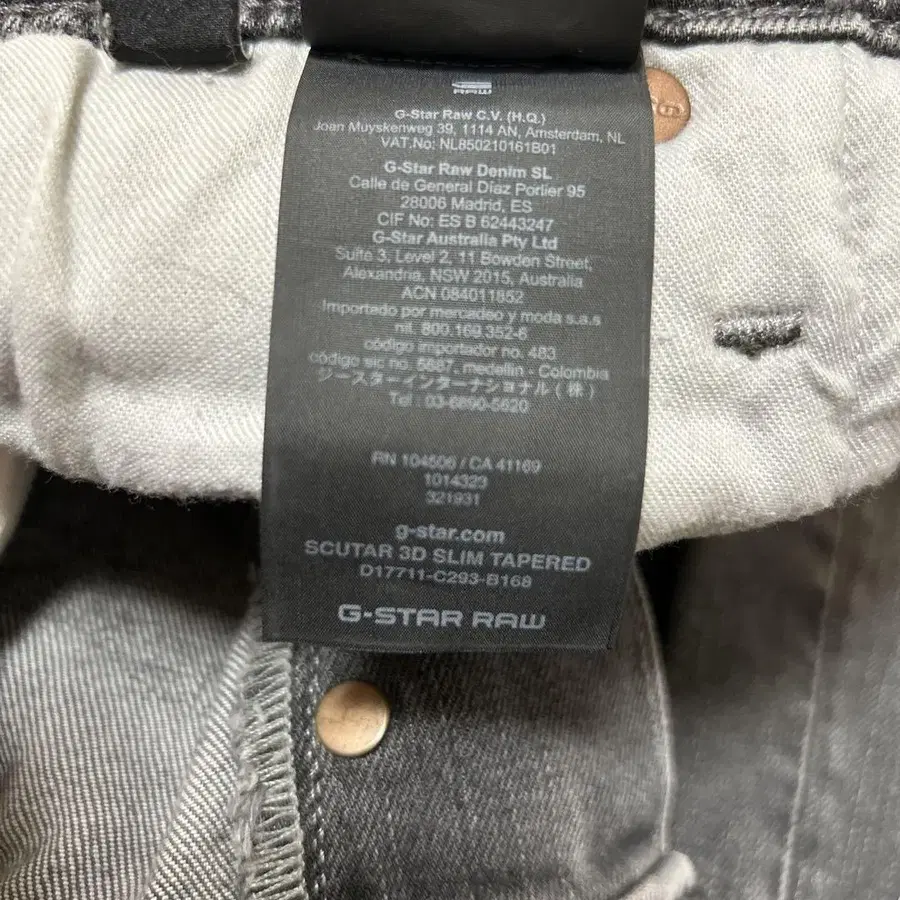 RAW
G-Star Raw C.V. (H.Q.)
Joan Muyskenweg 39, 1114 AN, Amsterdam, NL
VAT.No: NL850210161B01
G-Star Raw Denim SL
Calle de General Díaz Porlier 95
28006 Madrid, ES
CIF No: ES B 62443247
G-Star Australia Pty Ltd
Suite 3, Level 2, 11 Bowden Street,
Alexandria, NSW 2015, Australia
ACN 084011852
Importado por mercadeo y moda s.a.s
nit. 800.169.352-6
código importador no. 483
código sic no. 5687, medellín - Colombia
ジースターインターナショナル(株)
Tel : 03-6890-5620
RN 104506 / CA 41169
1014323
321931
g-star.com
SCUTAR 3D SLIM TAPERED
D17711-C293-B168
G-STAR RAW